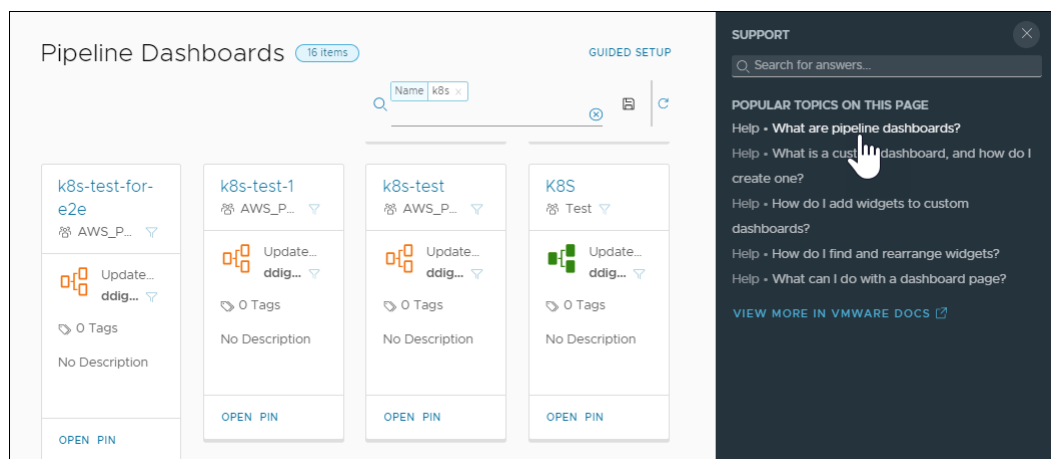 Pipeline Dashboards 16 items
GUIDED SETUP
Name k8s ×
k8s-test-for-
e2e
AWS_P...
Update...
ddig...
0 Tags
No Description
OPEN PIN
k8s-test-1
AWS_P...
Update...
ddig...
0 Tags
No Description
OPEN PIN
k8s-test
AWS_P...
Update...
ddig...
0 Tags
No Description
OPEN PIN
K8S
Test
Update...
ddig...
0 Tags
No Description
OPEN PIN
SUPPORT
Search for answers...
POPULAR TOPICS ON THIS PAGE
Help • What are pipeline dashboards?
Help • What is a dashboard, and how do I
create one?
Help • How do I add widgets to custom
dashboards?
Help • How do I find and rearrange widgets?
Help • What can I do with a dashboard page?
VIEW MORE IN VMWARE DOCS